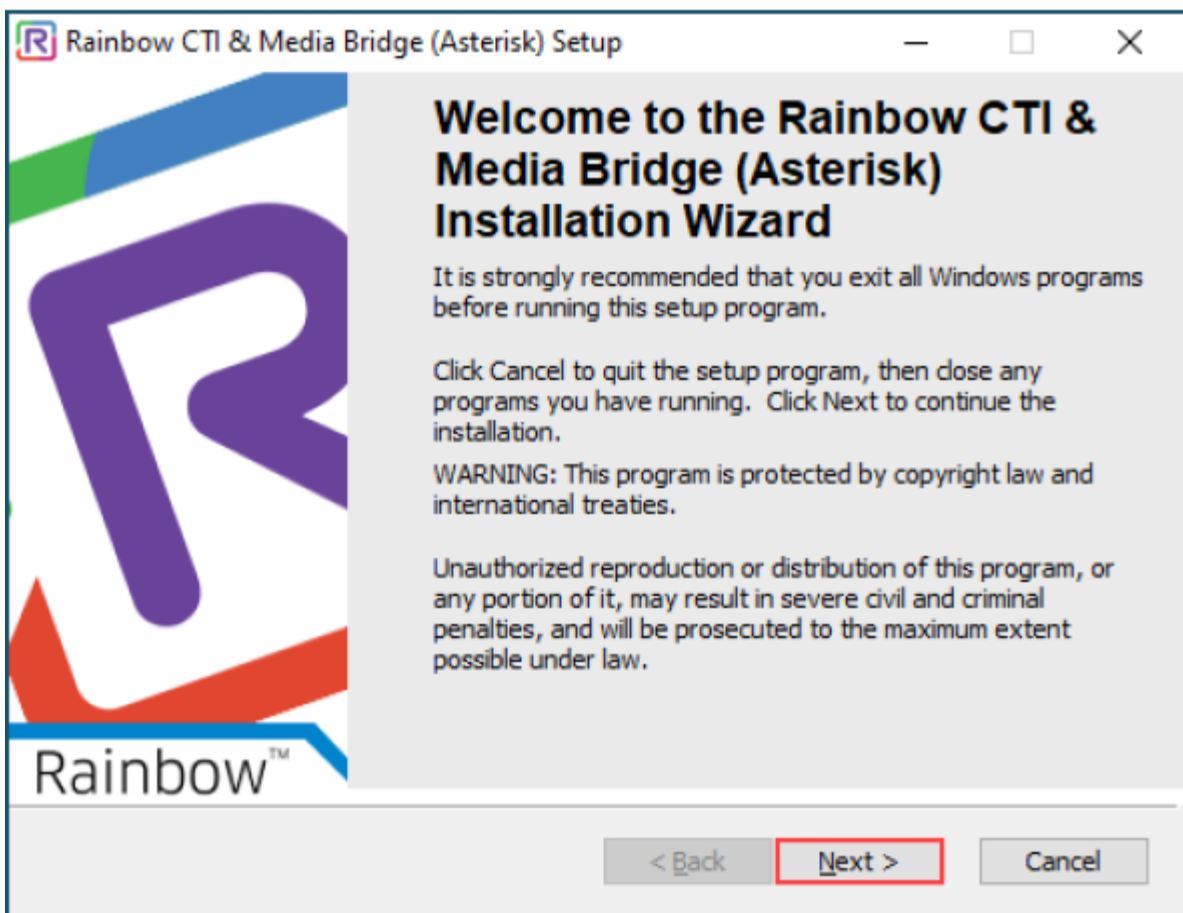 Rainbow CTI & Media Bridge (Asterisk) Setup
Welcome to the Rainbow CTI &
Media Bridge (Asterisk)
Installation Wizard
It is strongly recommended that you exit all Windows programs
before running this setup program.
Click Cancel to quit the setup program, then close any
programs you have running.  Click Next to continue the
installation.
WARNING: This program is protected by copyright law and
international treaties.
Unauthorized reproduction or distribution of this program, or
any portion of it, may result in severe civil and criminal
penalties, and will be prosecuted to the maximum extent
possible under law.
Rainbow™
< Back Next > Cancel